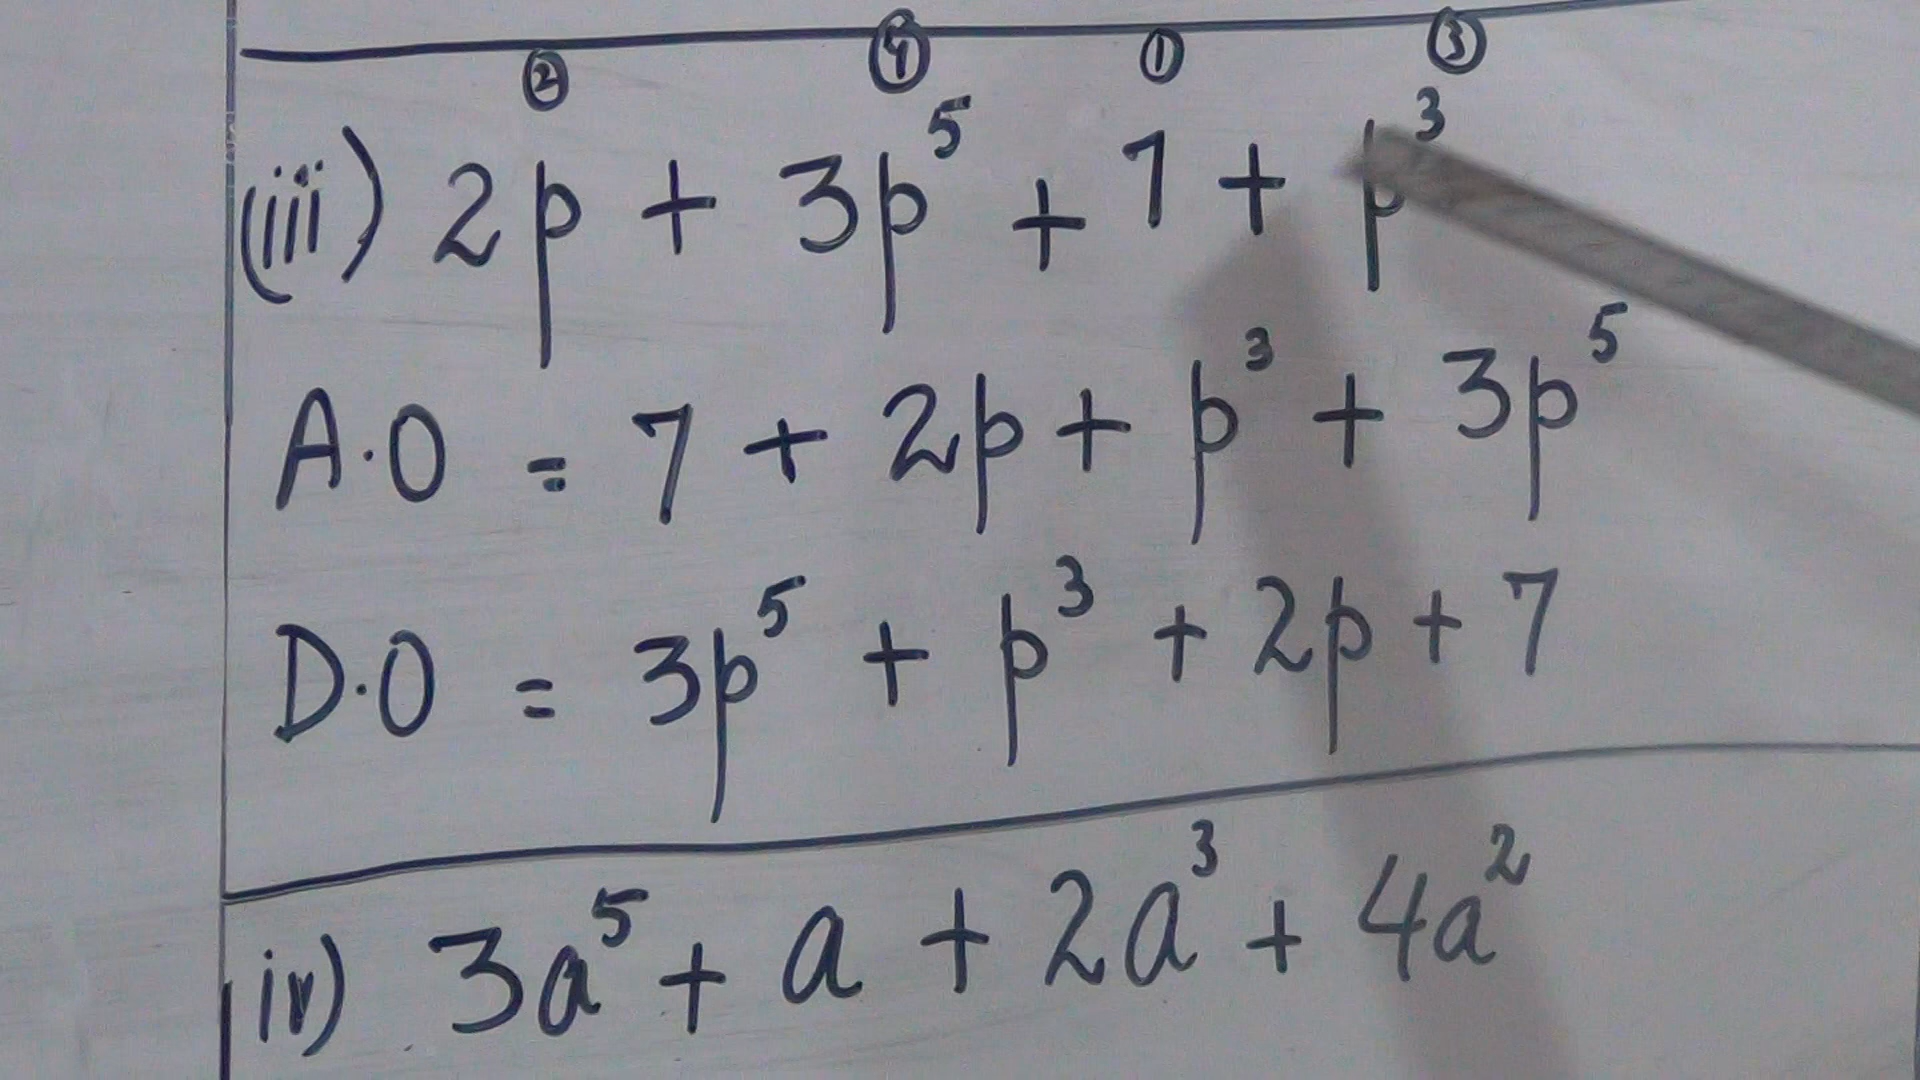 ② ④ ① ③
(iii) 2p + 3p⁵ + 7 + p³
A.O = 7 + 2p + p³ + 3p⁵
D.O = 3p⁵ + p³ + 2p + 7
iv) 3a⁵ + a + 2a³ + 4a²